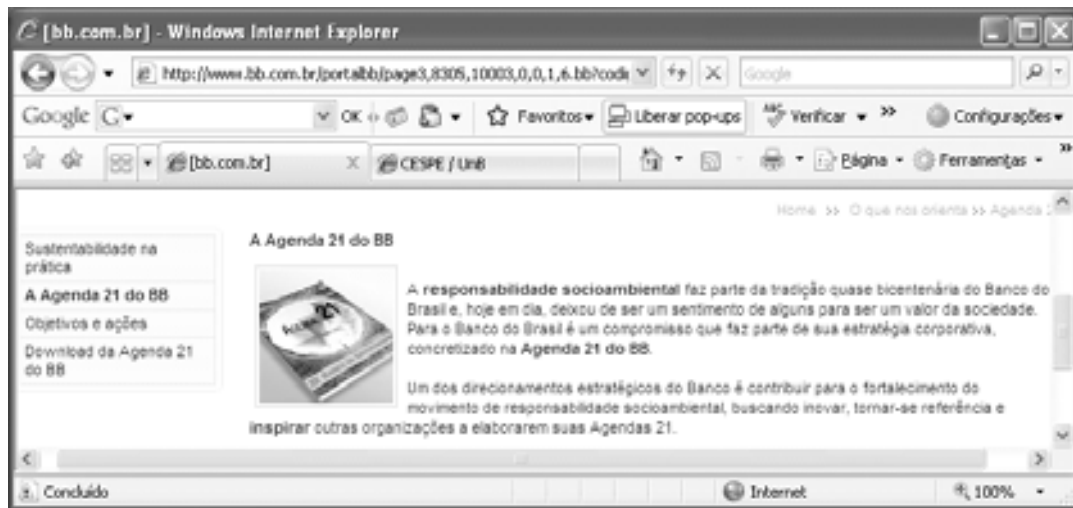 [bb.com.br] - Windows Internet Explorer
http://www.bb.com.br/portalbb/page3,8305,10003,0,0,1,6.bb?codi Google
Google G OK Favoritos Liberar pop-ups Verificar >> Configurações
[bb.com.br] X CESPE / UnB Página Ferramentas >>
Home >> O que nos orienta >> Agenda
Sustentabilidade na
prática
A Agenda 21 do BB
Objetivos e ações
Download da Agenda 21
do BB
A Agenda 21 do BB
A responsabilidade socioambiental faz parte da tradição quase bicentenária do Banco do
Brasil e, hoje em dia, deixou de ser um sentimento de alguns para ser um valor da sociedade.
Para o Banco do Brasil é um compromisso que faz parte de sua estratégia corporativa,
concretizado na Agenda 21 do BB.
Um dos direcionamentos estratégicos do Banco é contribuir para o fortalecimento do
movimento de responsabilidade socioambiental, buscando inovar, tornar-se referência e
inspirar outras organizações a elaborarem suas Agendas 21.
Concluído Internet 100%